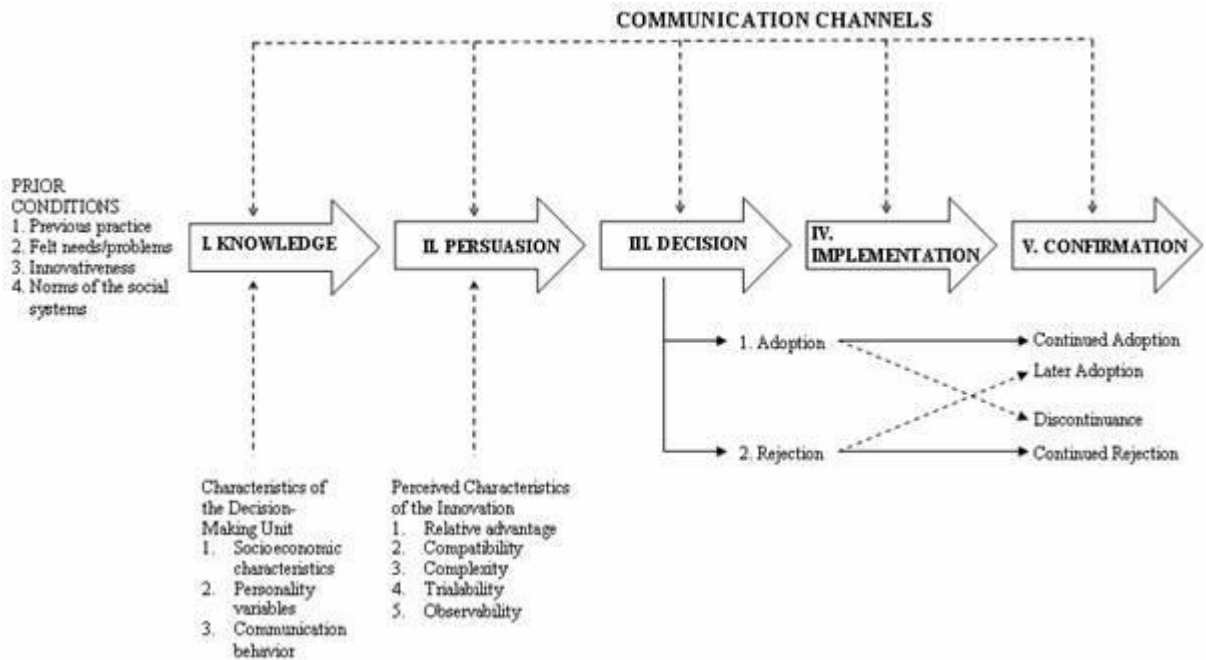 COMMUNICATION CHANNELS
PRIOR
CONDITIONS
1. Previous practice
2. Felt needs/problems
3. Innovativeness
4. Norms of the social
systems
I. KNOWLEDGE
II. PERSUASION
III. DECISION
IV.
IMPLEMENTATION
V. CONFIRMATION
1. Adoption
2. Rejection
Continued Adoption
Later Adoption
Discontinuance
Continued Rejection
Characteristics of
the Decision-
Making Unit
1. Socioeconomic
characteristics
2. Personality
variables
3. Communication
behavior
Perceived Characteristics
of the Innovation
1. Relative advantage
2. Compatibility
3. Complexity
4. Trialability
5. Observability